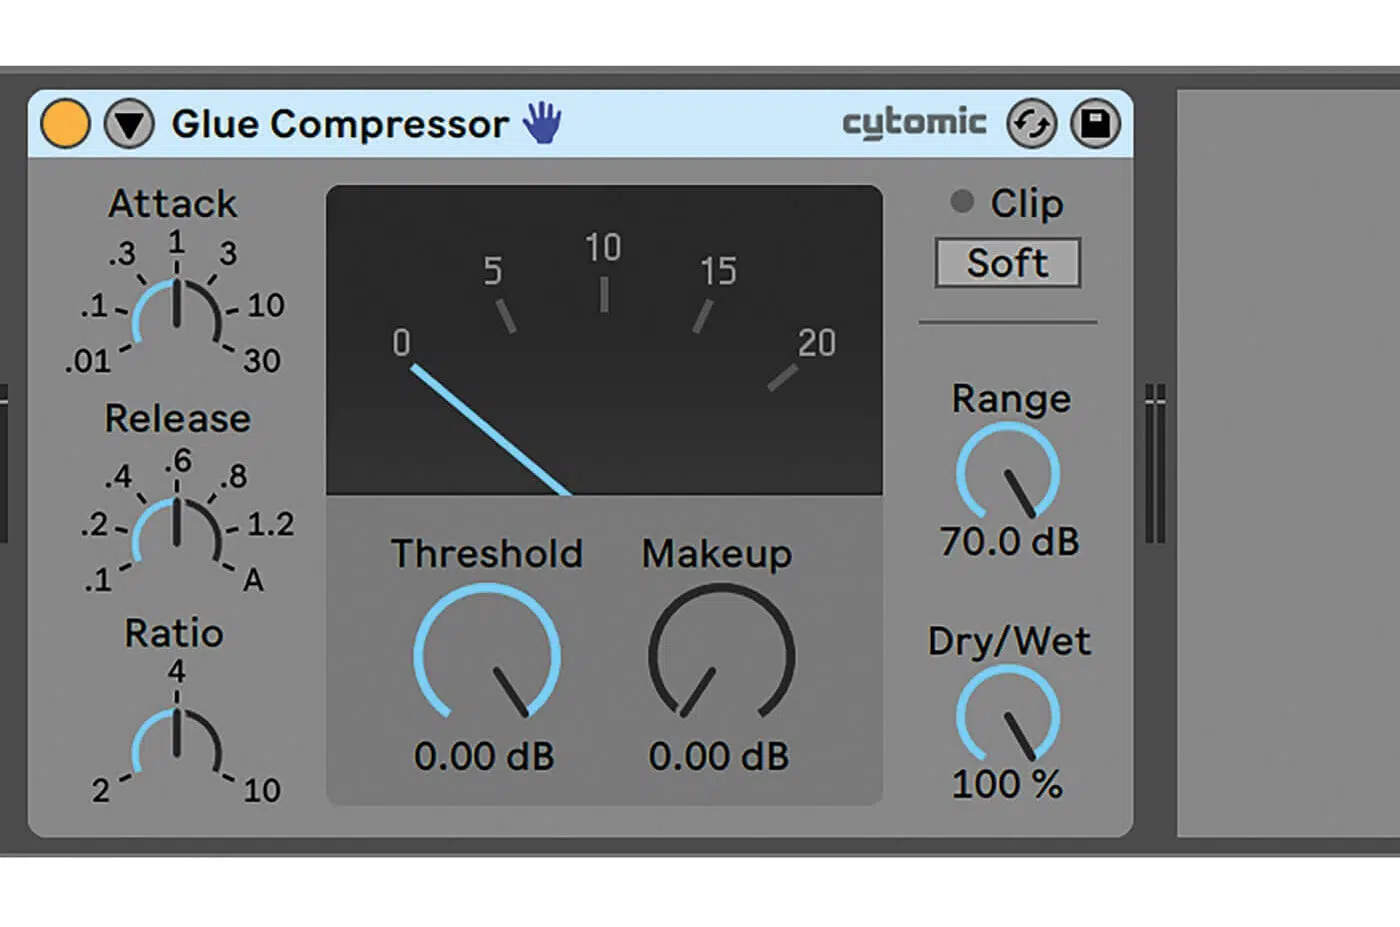 Glue Compressor
cytomic
Attack
.01 .1 .3 1 3 10 30
Release
.1 .2 .4 .6 .8 1.2 A
Ratio
2 4 10
0 5 10 15 20
Threshold
0.00 dB
Makeup
0.00 dB
Clip
Soft
Range
70.0 dB
Dry/Wet
100 %